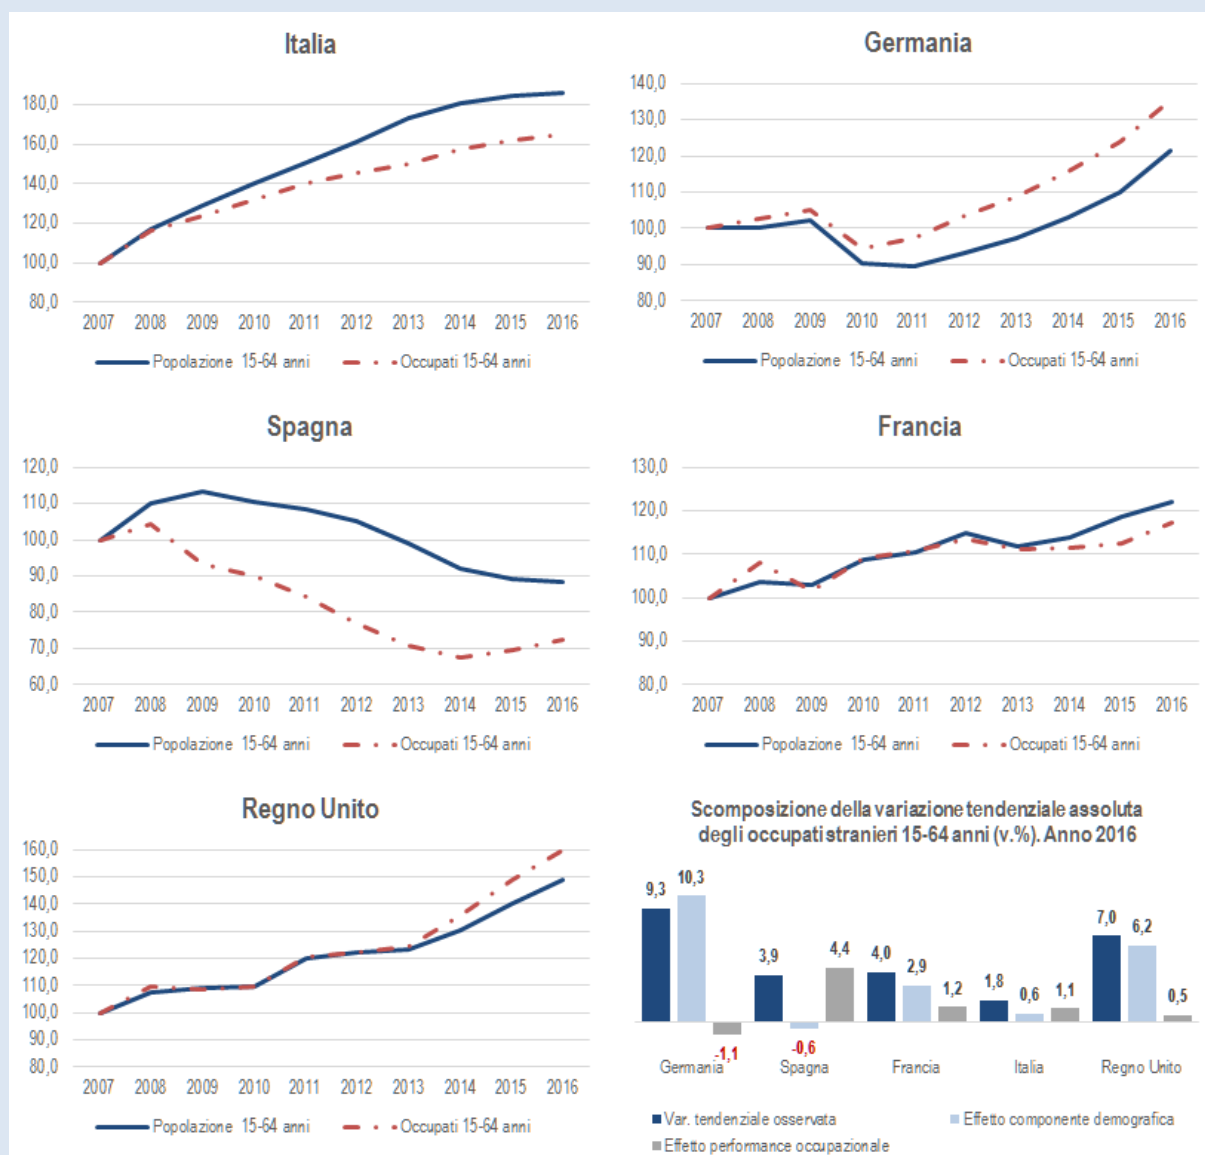 Italia
180,0
160,0
140,0
120,0
100,0
80,0
2007 2008 2009 2010 2011 2012 2013 2014 2015 2016
Popolazione 15-64 anni Occupati 15-64 anni
Germania
140,0
130,0
120,0
110,0
100,0
90,0
80,0
2007 2008 2009 2010 2011 2012 2013 2014 2015 2016
Popolazione 15-64 anni Occupati 15-64 anni
Spagna
120,0
110,0
100,0
90,0
80,0
70,0
60,0
2007 2008 2009 2010 2011 2012 2013 2014 2015 2016
Popolazione 15-64 anni Occupati 15-64 anni
Francia
130,0
120,0
110,0
100,0
90,0
80,0
2007 2008 2009 2010 2011 2012 2013 2014 2015 2016
Popolazione 15-64 anni Occupati 15-64 anni
Regno Unito
160,0
150,0
140,0
130,0
120,0
110,0
100,0
90,0
80,0
2007 2008 2009 2010 2011 2012 2013 2014 2015 2016
Popolazione 15-64 anni Occupati 15-64 anni
Scomposizione della variazione tendenziale assoluta
degli occupati stranieri 15-64 anni (v.%). Anno 2016
9,3 10,3 -1,1
3,9 -0,6 4,4
4,0 2,9 1,2
1,8 0,6 1,1
7,0 6,2 0,5
Germania Spagna Francia Italia Regno Unito
Var. tendenziale osservata Effetto componente demografica
Effetto performance occupazionale